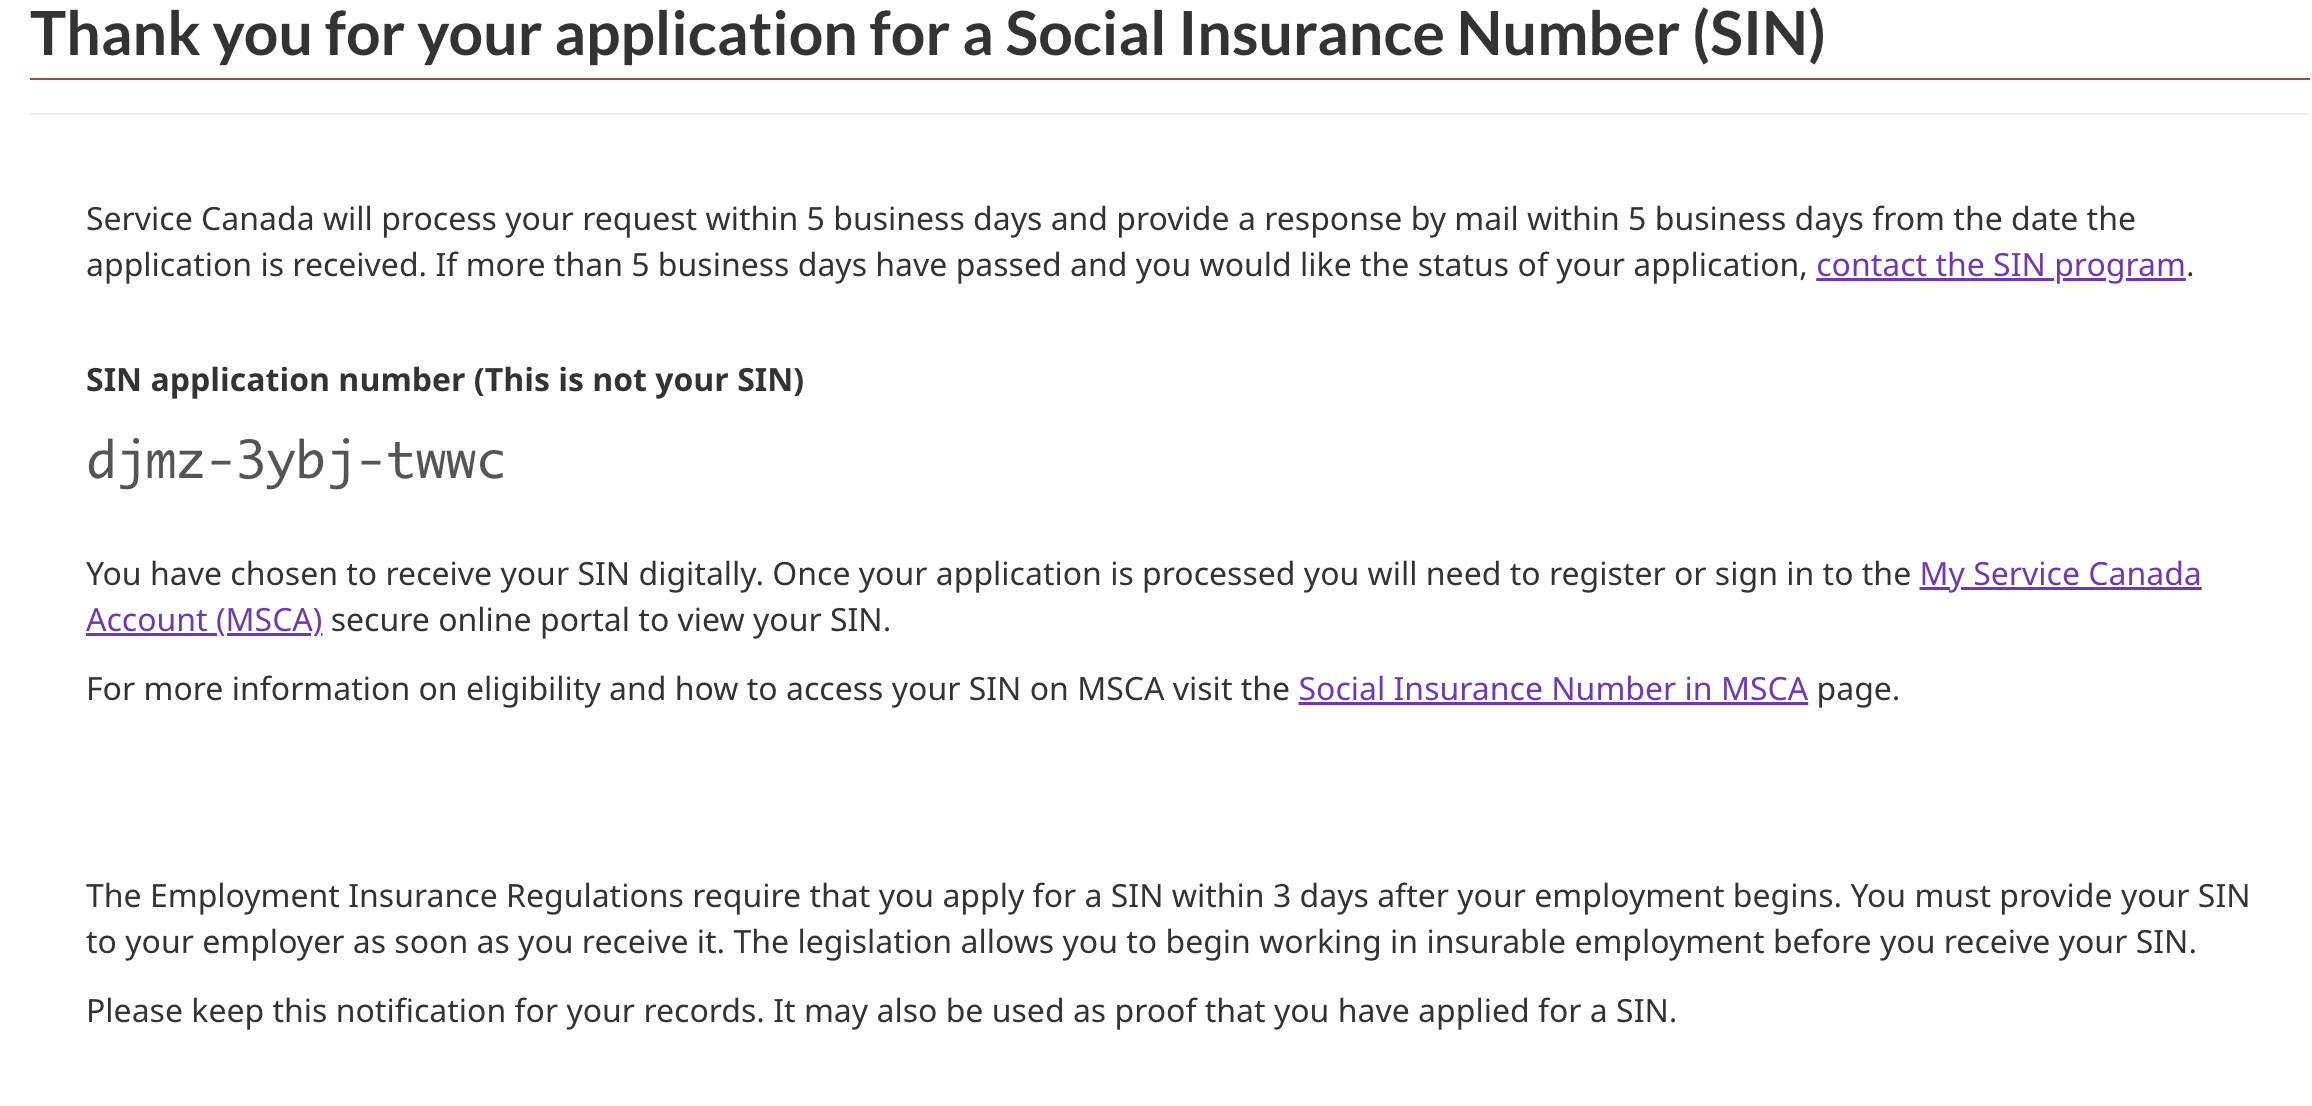 Thank you for your application for a Social Insurance Number (SIN)
Service Canada will process your request within 5 business days and provide a response by mail within 5 business days from the date the
application is received. If more than 5 business days have passed and you would like the status of your application, contact the SIN program.
SIN application number (This is not your SIN)
djmz-3ybj-twwc
You have chosen to receive your SIN digitally. Once your application is processed you will need to register or sign in to the My Service Canada
Account (MSCA) secure online portal to view your SIN.
For more information on eligibility and how to access your SIN on MSCA visit the Social Insurance Number in MSCA page.
The Employment Insurance Regulations require that you apply for a SIN within 3 days after your employment begins. You must provide your SIN
to your employer as soon as you receive it. The legislation allows you to begin working in insurable employment before you receive your SIN.
Please keep this notification for your records. It may also be used as proof that you have applied for a SIN.